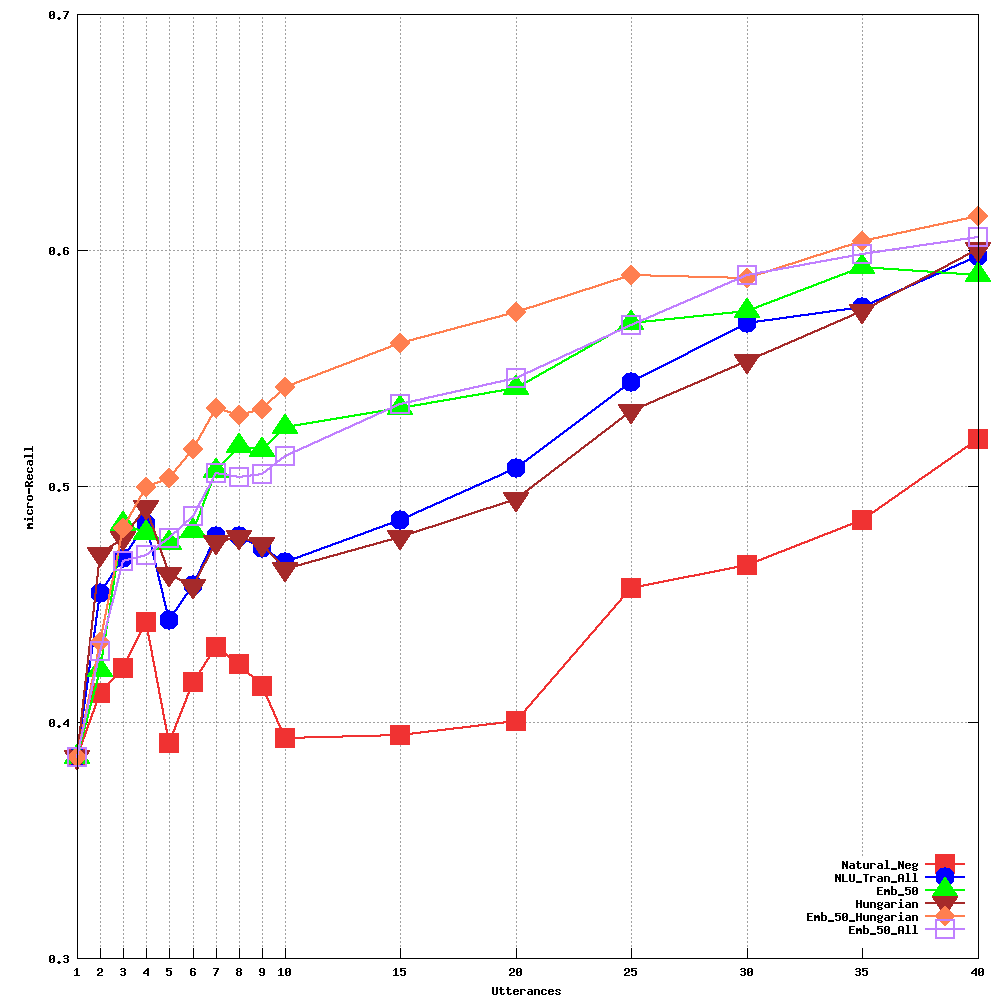 0.7
0.6
0.5
0.4
0.3
micro-Recall
Natural_Neg
NLU_Tran_All
Emb_50
Hungarian
Emb_50_Hungarian
Emb_50_All
1 2 3 4 5 6 7 8 9 10 15 20 25 30 35 40
Utterances